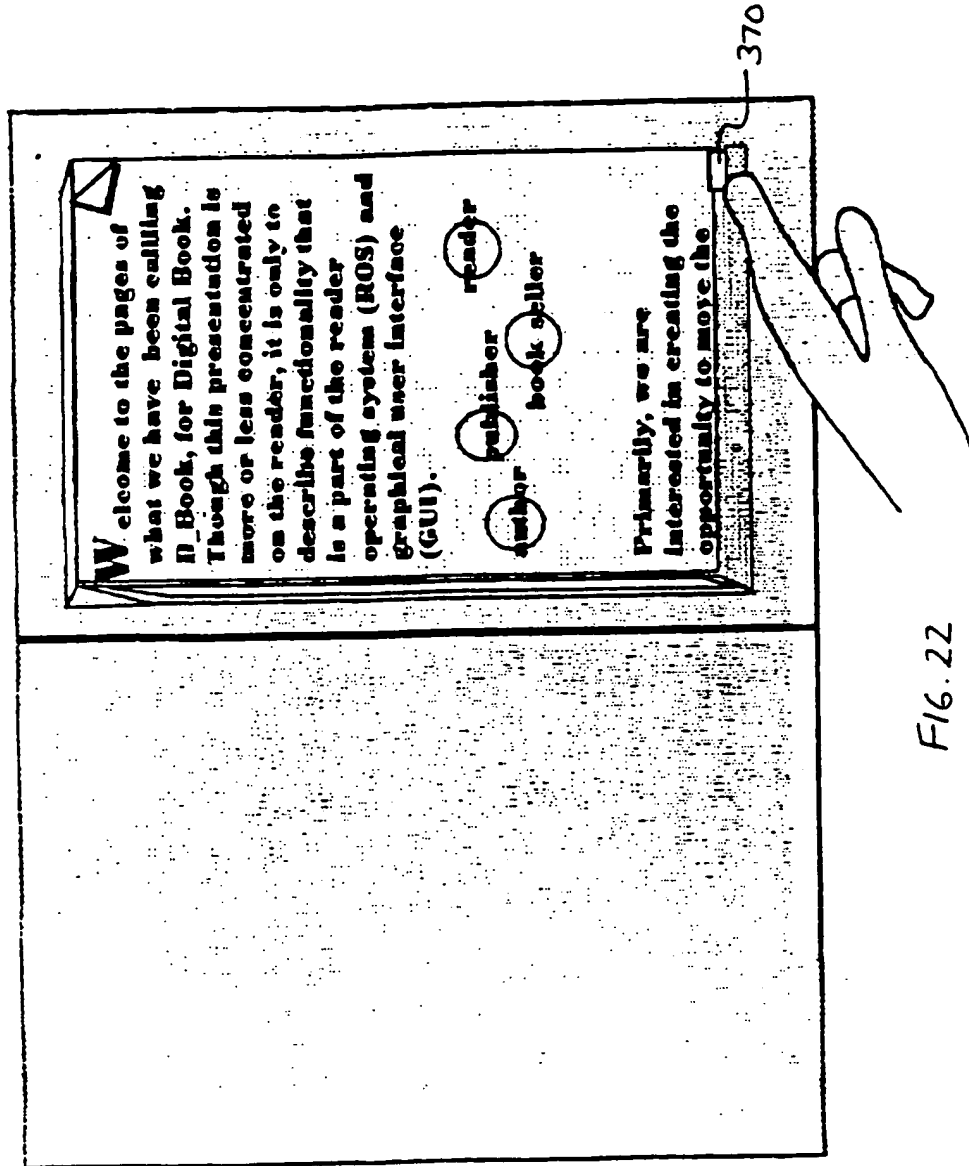 Welcome to the pages of
what we have been calling
D_Book, for Digital Book.
Though this presentation is
more or less concentrated
on the reader, it is only to
describe functionality that
is a part of the reader
operating system (ROS) and
graphical user interface
(GUI).
author
publisher
book seller
reader
Primarily, we are
interested in creating the
opportunity to move the
370
FIG. 22